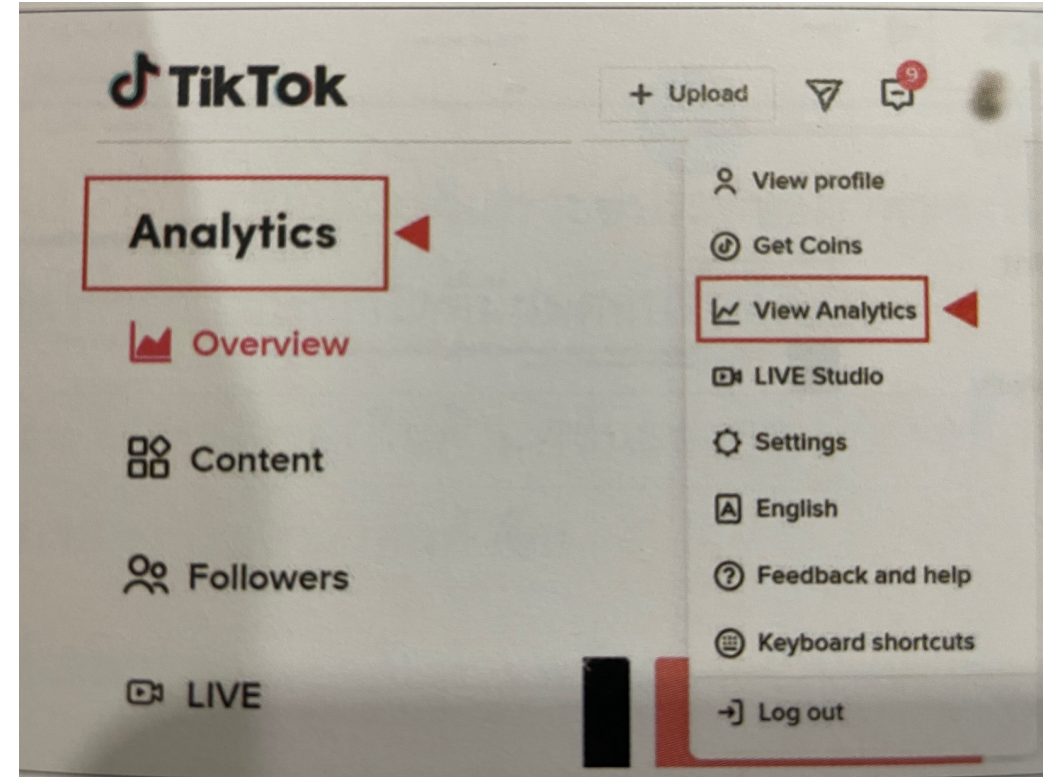 TikTok
+ Upload
9
Analytics
Overview
Content
Followers
LIVE
View profile
Get Coins
View Analytics
LIVE Studio
Settings
A English
? Feedback and help
Keyboard shortcuts
Log out